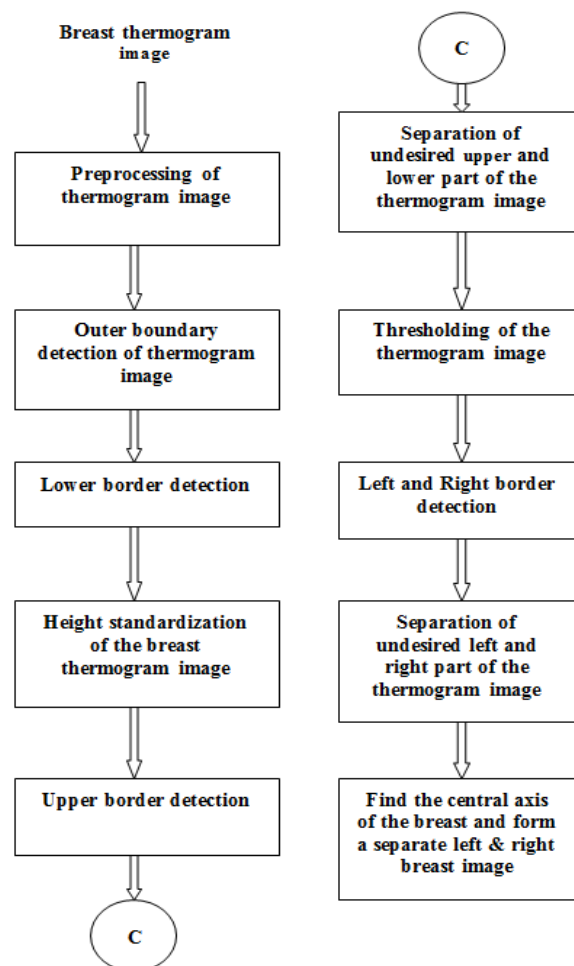 Breast thermogram
image
Preprocessing of
thermogram image
Outer boundary
detection of thermogram
image
Lower border detection
Height standardization
of the breast
thermogram image
Upper border detection
C
C
Separation of
undesired upper and
lower part of the
thermogram image
Thresholding of the
thermogram image
Left and Right border
detection
Separation of
undesired left and
right part of the
thermogram image
Find the central axis
of the breast and form
a separate left & right
breast image